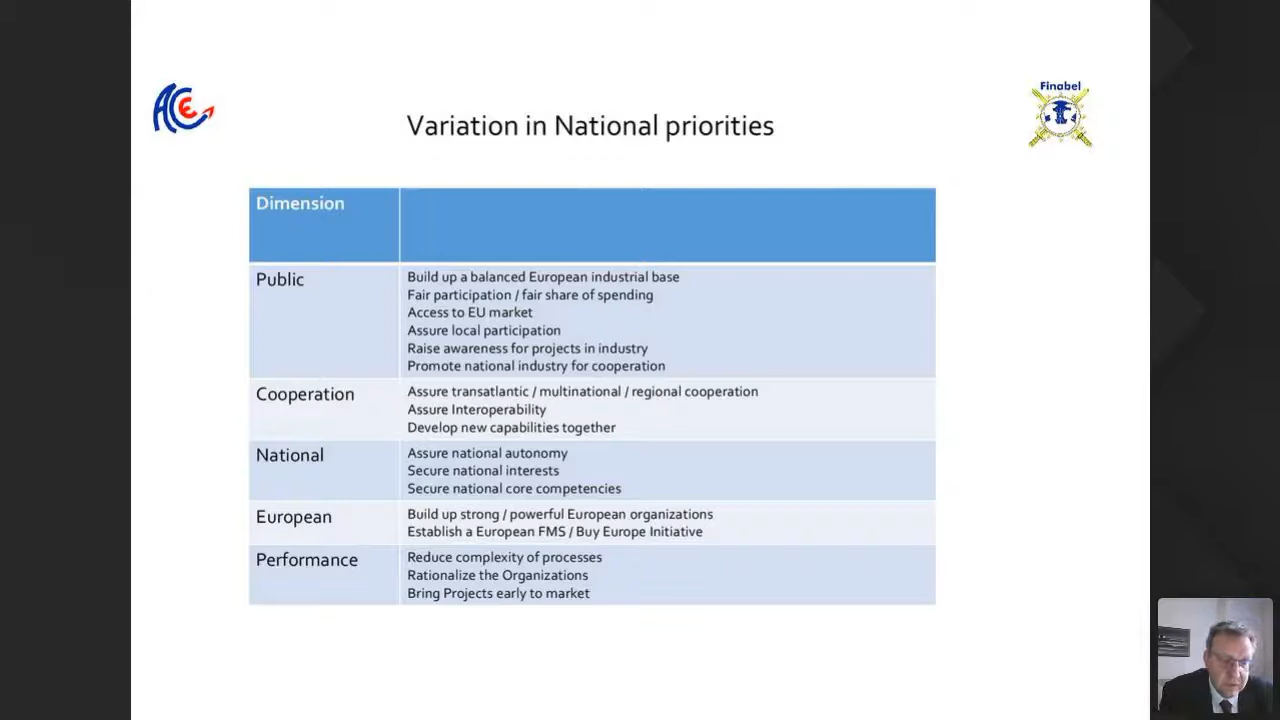 ACE
Finabel
Variation in National priorities
Dimension
Public
Build up a balanced European industrial base
Fair participation / fair share of spending
Access to EU market
Assure local participation
Raise awareness for projects in industry
Promote national industry for cooperation
Cooperation
Assure transatlantic / multinational / regional cooperation
Assure Interoperability
Develop new capabilities together
National
Assure national autonomy
Secure national interests
Secure national core competencies
European
Build up strong / powerful European organizations
Establish a European FMS / Buy Europe Initiative
Performance
Reduce complexity of processes
Rationalize the Organizations
Bring Projects early to market